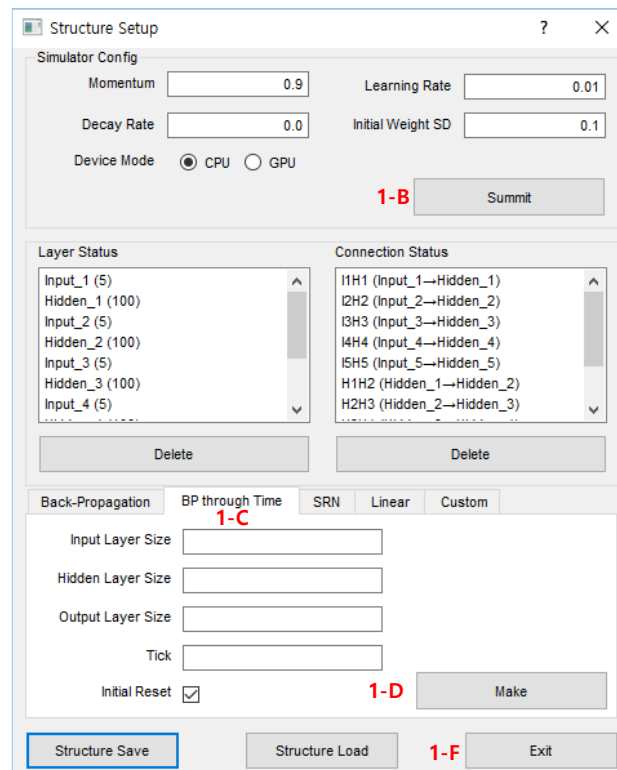 Structure Setup ? ×
Simulator Config
Momentum 0.9 Learning Rate 0.01
Decay Rate 0.0 Initial Weight SD 0.1
Device Mode CPU GPU
1-B Summit
Layer Status
Input_1 (5)
Hidden_1 (100)
Input_2 (5)
Hidden_2 (100)
Input_3 (5)
Hidden_3 (100)
Input_4 (5)
Delete
Connection Status
I1H1 (Input_1→Hidden_1)
I2H2 (Input_2→Hidden_2)
I3H3 (Input_3→Hidden_3)
I4H4 (Input_4→Hidden_4)
I5H5 (Input_5→Hidden_5)
H1H2 (Hidden_1→Hidden_2)
H2H3 (Hidden_2→Hidden_3)
Delete
Back-Propagation BP through Time SRN Linear Custom
1-C
Input Layer Size
Hidden Layer Size
Output Layer Size
Tick
Initial Reset 1-D Make
Structure Save Structure Load 1-F Exit